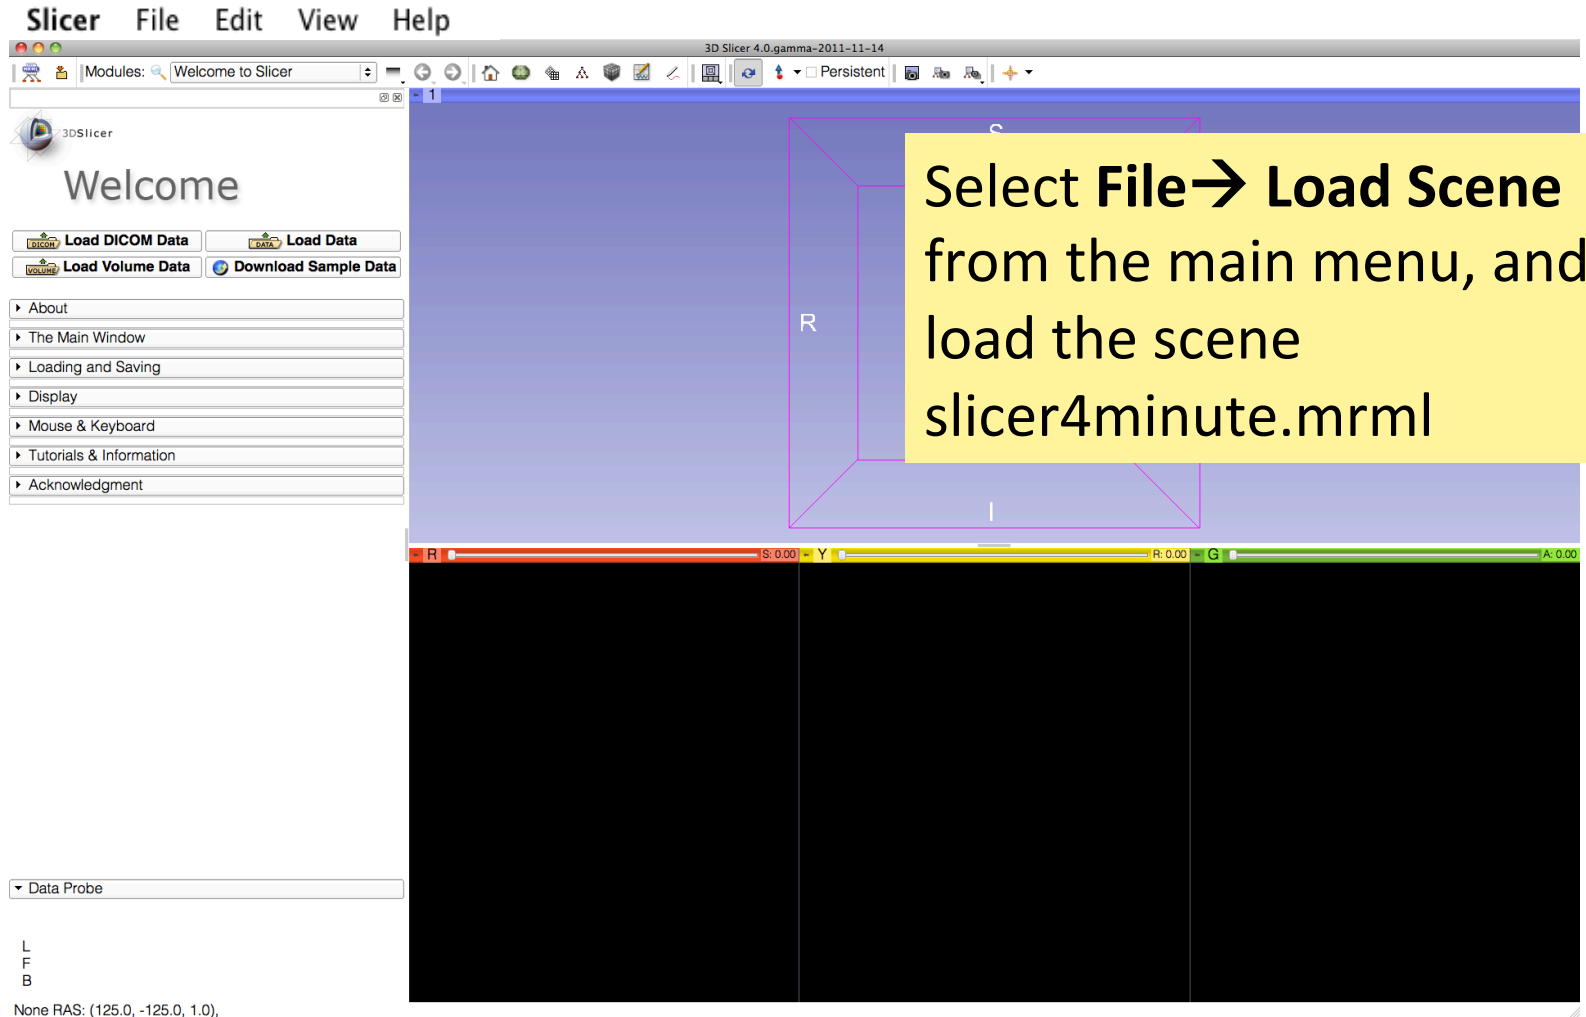 Slicer File Edit View Help
3D Slicer 4.0.gamma-2011-11-14
Modules: Welcome to Slicer Persistent
1
3DSlicer
Welcome
DICOM Load DICOM Data DATA Load Data
VOLUME Load Volume Data Download Sample Data
About
The Main Window
Loading and Saving
Display
Mouse & Keyboard
Tutorials & Information
Acknowledgment
S
R
I
Select File→ Load Scene
from the main menu, and
load the scene
slicer4minute.mrml
R S: 0.00 Y R: 0.00 G A: 0.00
Data Probe
L
F
B
None RAS: (125.0, -125.0, 1.0),